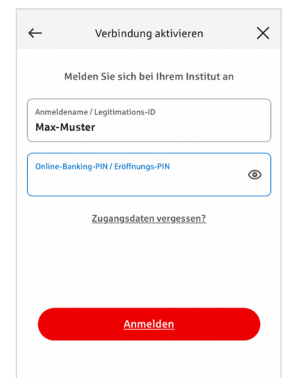 Verbindung aktivieren
Melden Sie sich bei Ihrem Institut an
Anmeldename / Legitimations-ID
Max-Muster
Online-Banking-PIN / Eröffnungs-PIN
Zugangsdaten vergessen?
Anmelden